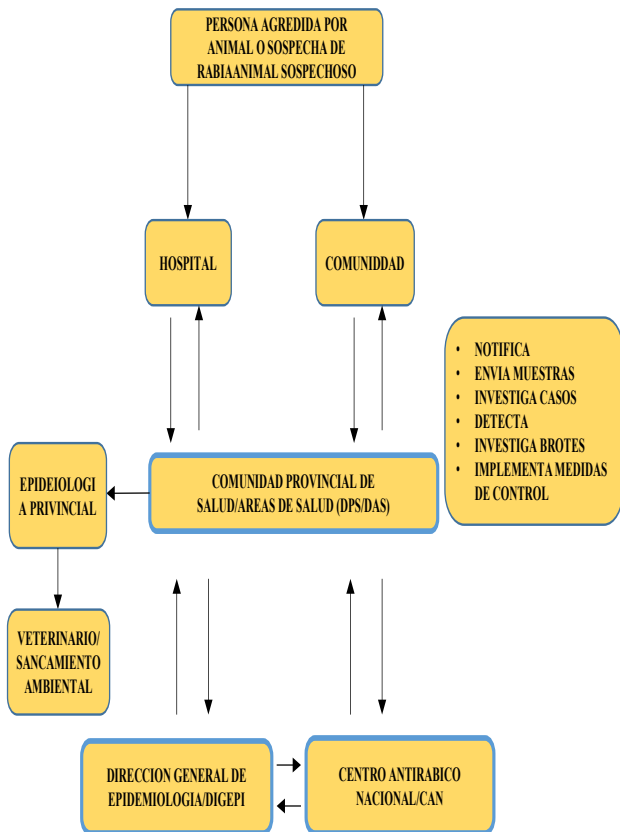 PERSONA AGREDIDA POR
ANIMAL O SOSPECHA DE
RABIAANIMAL SOSPECHOSO
HOSPITAL
COMUNIDDAD
• NOTIFICA
• ENVIA MUESTRAS
• INVESTIGA CASOS
• DETECTA
• INVESTIGA BROTES
• IMPLEMENTA MEDIDAS
DE CONTROL
EPIDEIOLOGI
A PRIVINCIAL
COMUNIDAD PROVINCIAL DE
SALUD/AREAS DE SALUD (DPS/DAS)
VETERINARIO/
SANCAMIENTO
AMBIENTAL
DIRECCION GENERAL DE
EPIDEMIOLOGIA/DIGEPI
CENTRO ANTIRABICO
NACIONAL/CAN